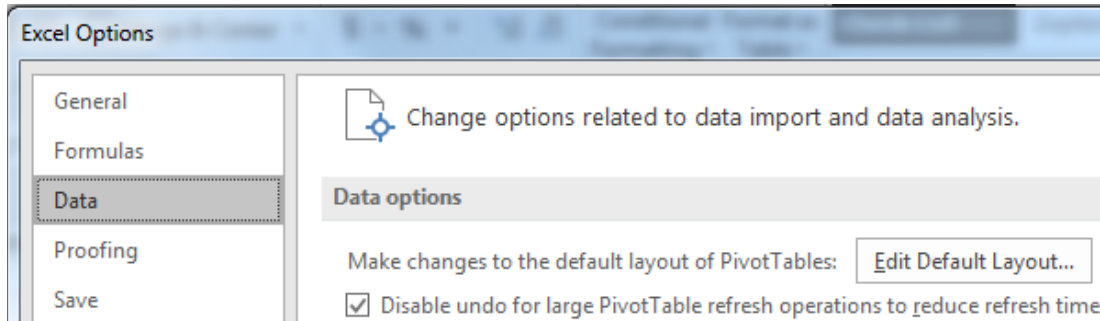 Excel Options
General
Formulas
Data
Proofing
Save
Change options related to data import and data analysis.
Data options
Make changes to the default layout of PivotTables: Edit Default Layout...
Disable undo for large PivotTable refresh operations to reduce refresh time